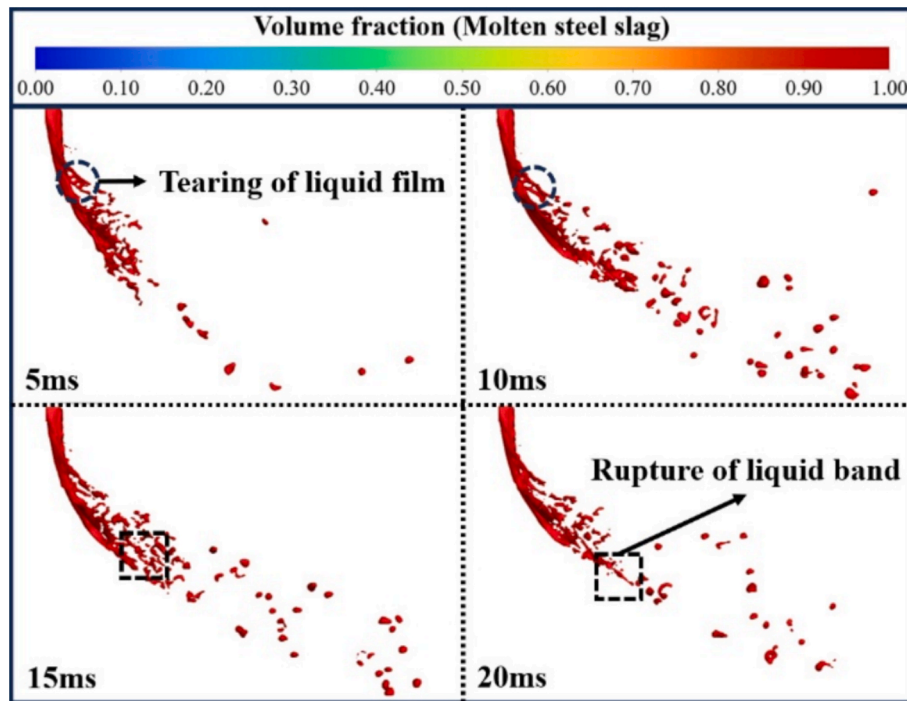 Volume fraction (Molten steel slag)
0.00 0.10 0.20 0.30 0.40 0.50 0.60 0.70 0.80 0.90 1.00
Tearing of liquid film
5ms
10ms
Rupture of liquid band
15ms
20ms